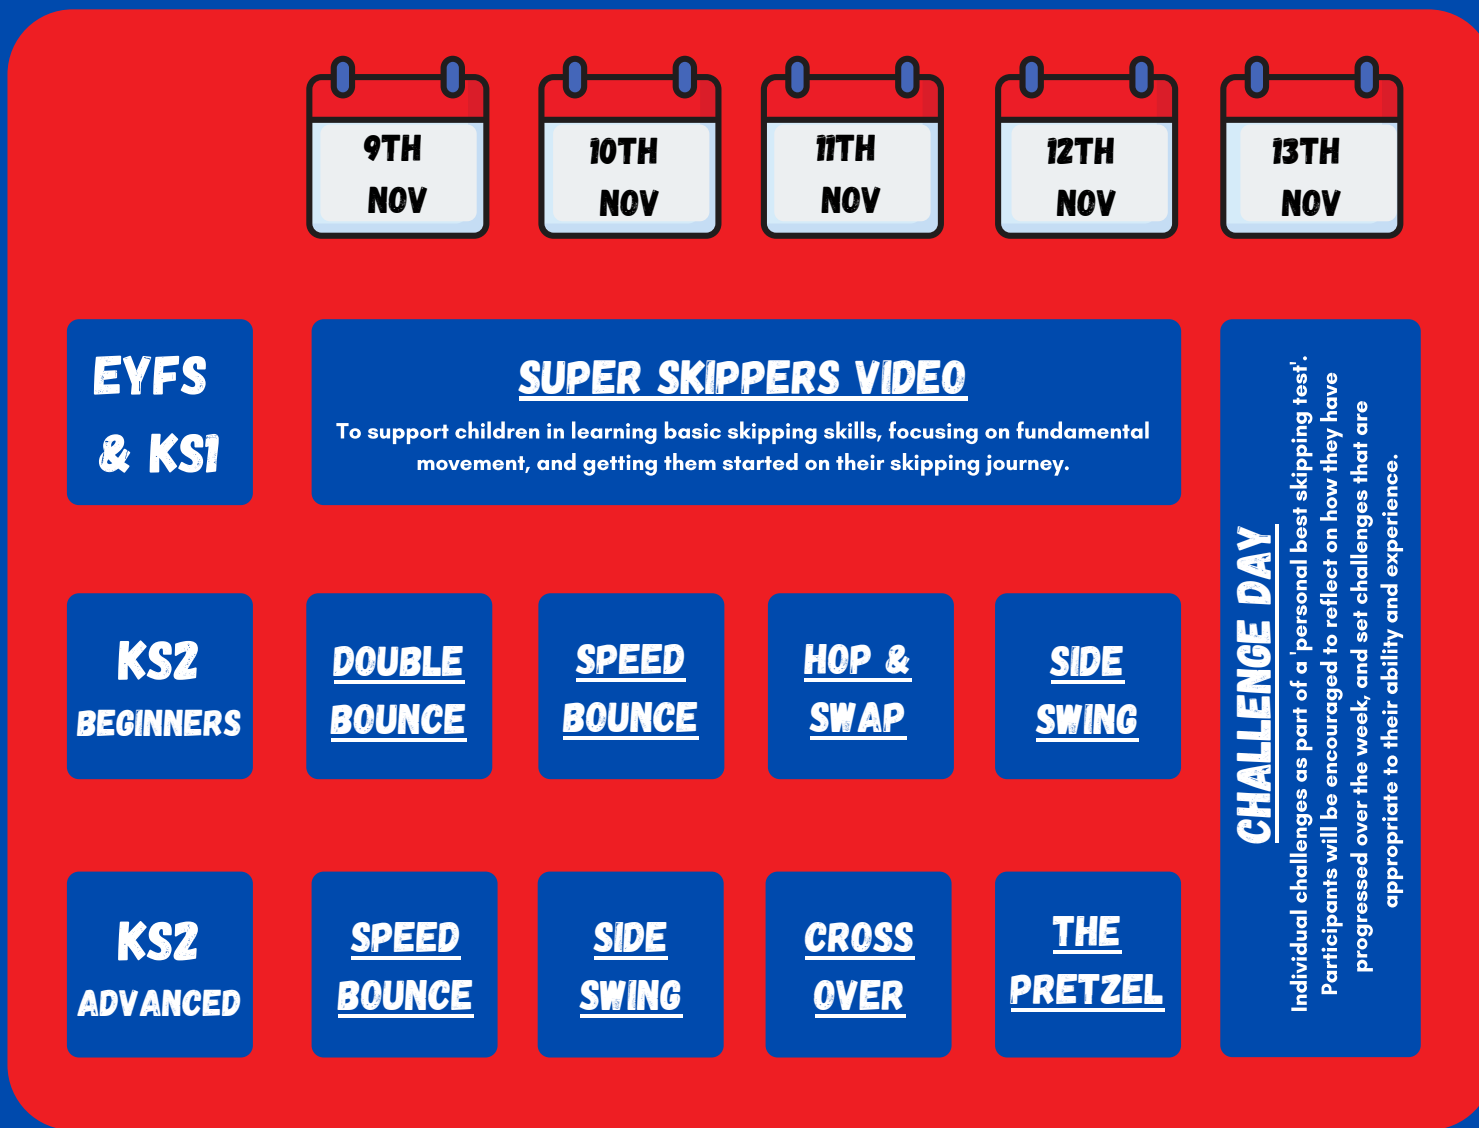 9TH
NOV
10TH
NOV
11TH
NOV
12TH
NOV
13TH
NOV
EYFS
& KS1
SUPER SKIPPERS VIDEO
To support children in learning basic skipping skills, focusing on fundamental
movement, and getting them started on their skipping journey.
KS2
BEGINNERS
DOUBLE
BOUNCE
SPEED
BOUNCE
HOP &
SWAP
SIDE
SWING
KS2
ADVANCED
SPEED
BOUNCE
SIDE
SWING
CROSS
OVER
THE
PRETZEL
CHALLENGE DAY
Individual challenges as part of a 'personal best skipping test'.
Participants will be encouraged to reflect on how they have
progressed over the week, and set challenges that are
appropriate to their ability and experience.